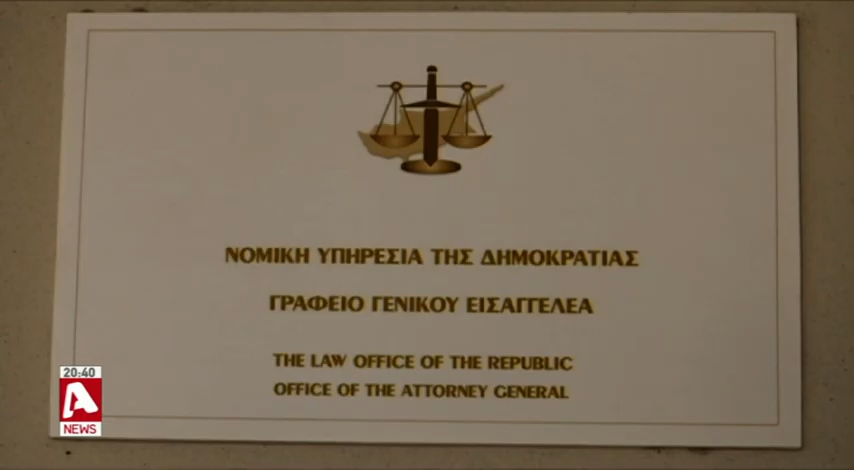 ΝΟΜΙΚΗ ΥΠΗΡΕΣΙΑ ΤΗΣ ΔΗΜΟΚΡΑΤΙΑΣ
ΓΡΑΦΕΙΟ ΓΕΝΙΚΟΥ ΕΙΣΑΓΓΕΛΕΑ
THE LAW OFFICE OF THE REPUBLIC
OFFICE OF THE ATTORNEY GENERAL
20:40
A
NEWS